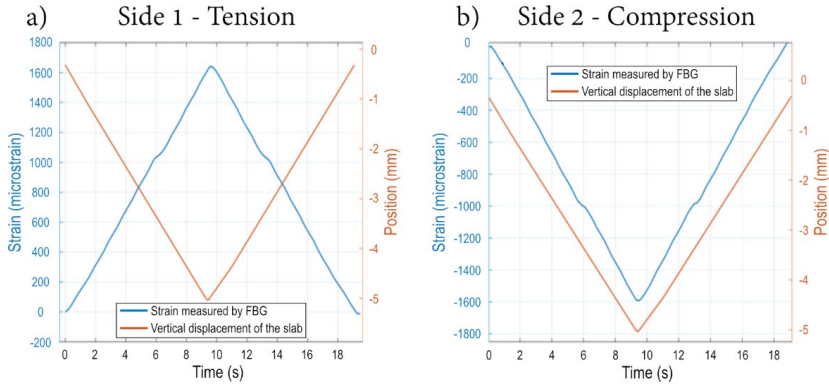 a) Side 1 - Tension
1800
1600
1400
1200
1000
800
600
400
200
0
-200
Strain (microstrain)
0
-1
-2
-3
-4
-5
Position (mm)
Strain measured by FBG
Vertical displacement of the slab
0 2 4 6 8 10 12 14 16 18
Time (s)
b) Side 2 - Compression
0
-200
-400
-600
-800
-1000
-1200
-1400
-1600
-1800
Strain (microstrain)
Strain measured by FBG
Vertical displacement of the slab
0
-1
-2
-3
-4
-5
Position (mm)
0 2 4 6 8 10 12 14 16 18
Time (s)